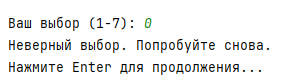 Ваш выбор (1-7): 0
Неверный выбор. Попробуйте снова.
Нажмите Enter для продолжения...